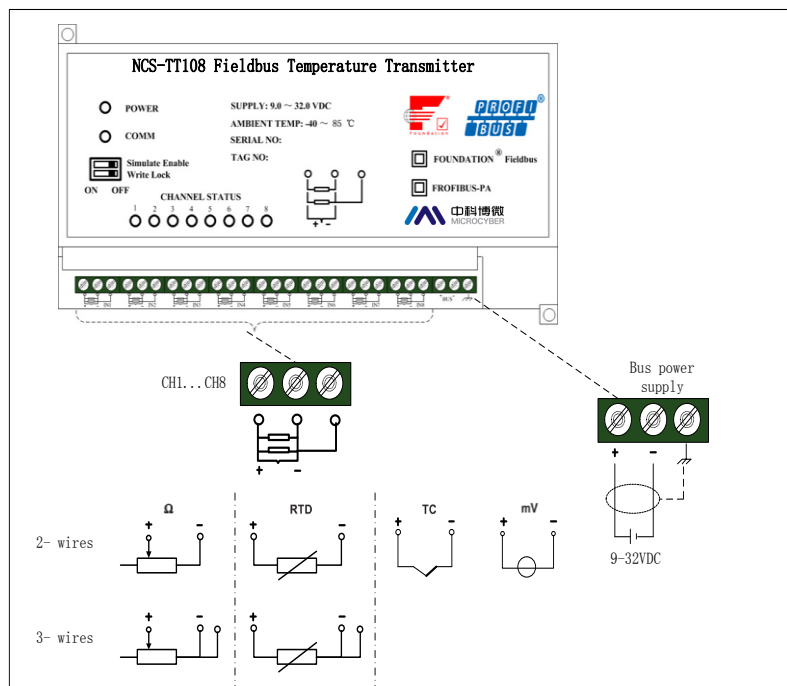 NCS-TT108 Fieldbus Temperature Transmitter
POWER
COMM
SUPPLY: 9.0 ~ 32.0 VDC
AMBIENT TEMP: -40 ~ 85 ℃
SERIAL NO:
TAG NO:
Simulate Enable
Write Lock
ON OFF
CHANNEL STATUS
1 2 3 4 5 6 7 8
+ -
Foundation
PROFI®
BUS
FOUNDATION® Fieldbus
FROFIBUS-PA
中科博微
MICROCYBER
"BUS"
CH1...CH8
+ -
Bus power
supply
+ -
9-32VDC
Ω RTD TC mV
2- wires
+ - + - + - + -
3- wires
+ - + -